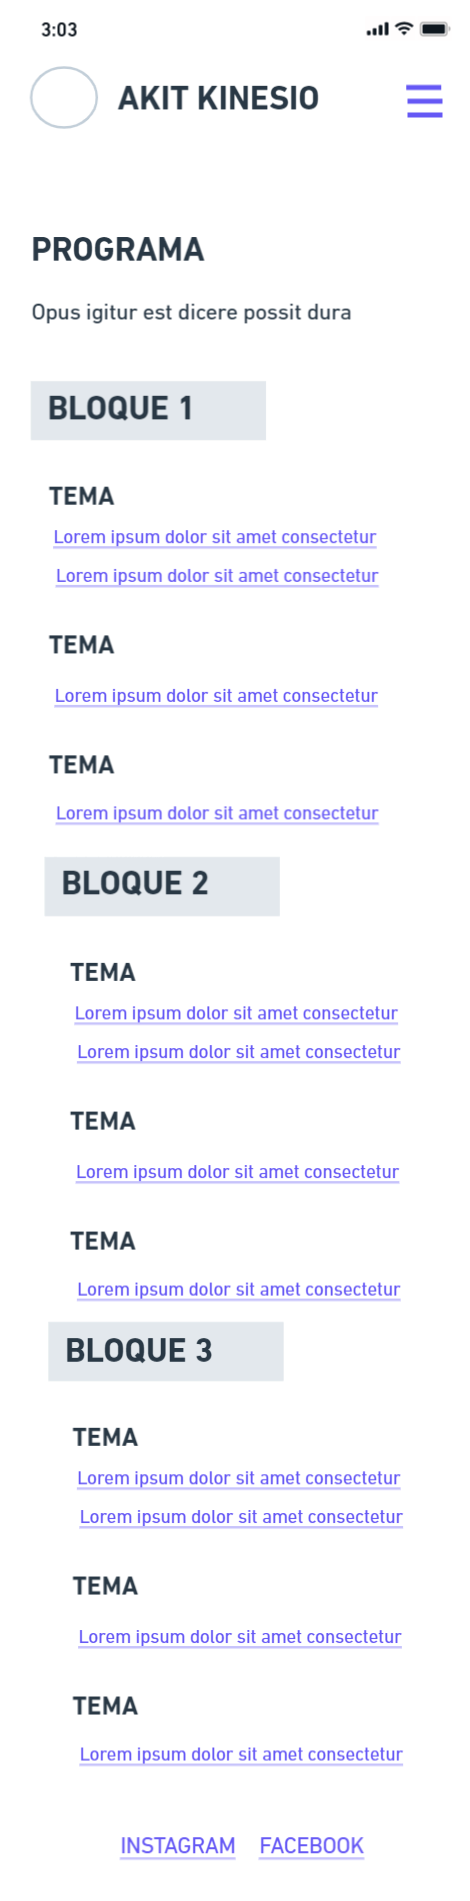 3:03
AKIT KINESIO
PROGRAMA
Opus igitur est dicere possit dura
BLOQUE 1
TEMA
Lorem ipsum dolor sit amet consectetur
Lorem ipsum dolor sit amet consectetur
TEMA
Lorem ipsum dolor sit amet consectetur
TEMA
Lorem ipsum dolor sit amet consectetur
BLOQUE 2
TEMA
Lorem ipsum dolor sit amet consectetur
Lorem ipsum dolor sit amet consectetur
TEMA
Lorem ipsum dolor sit amet consectetur
TEMA
Lorem ipsum dolor sit amet consectetur
BLOQUE 3
TEMA
Lorem ipsum dolor sit amet consectetur
Lorem ipsum dolor sit amet consectetur
TEMA
Lorem ipsum dolor sit amet consectetur
TEMA
Lorem ipsum dolor sit amet consectetur
INSTAGRAM FACEBOOK